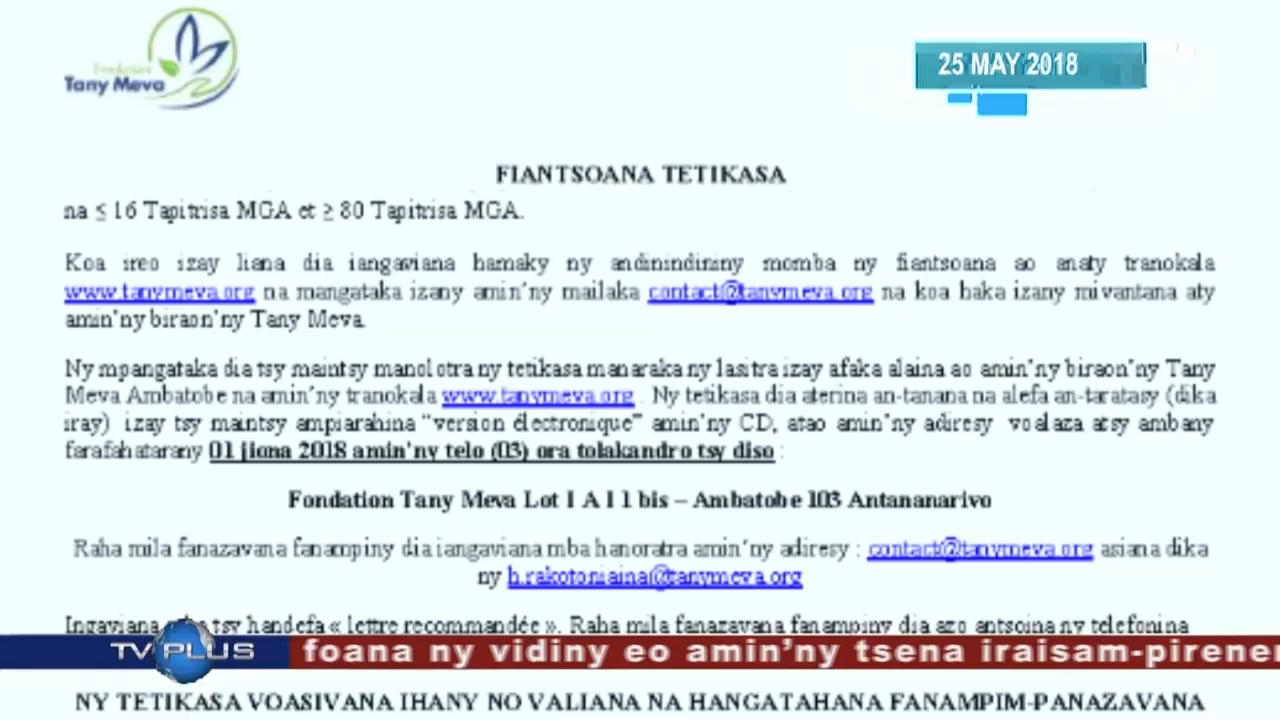 Fondation
Tany Meva
25 MAY 2018
FIANTSOANA TETIKASA
na ≤ 16 Tapitrisa MGA et ≥ 80 Tapitrisa MGA.
Koa ireo izay liana dia iangaviana hamaky ny andinindininy momba ny fiantsoana ao anaty tranokala
www.tanymeva.org na mangataka izany amin’ny mailaka contact@tanymeva.org na koa haka izany mivantana aty
amin’ny biraon’ny Tany Meva.
Ny mpangataka dia tsy maintsy manolotra ny tetikasa manaraka ny lasitra izay afaka alaina ao amin’ny biraon’ny Tany
Meva Ambatobe na amin’ny tranokala www.tanymeva.org . Ny tetikasa dia aterina an-tanana na alefa an-taratasy (dika
iray) izay tsy maintsy ampiarahina “version électronique” amin’ny CD, atao amin’ny adiresy voalaza atsy ambany
farafahatarany 01 jiona 2018 amin’ny telo (03) ora tolakandro tsy diso :
Fondation Tany Meva Lot I A I 1 bis – Ambatobe 103 Antananarivo
Raha mila fanazavana fanampiny dia iangaviana mba hanoratra amin’ny adiresy : contact@tanymeva.org asiana dika
ny h.rakotoniaina@tanymeva.org
Ingaviana mba tsy handefa « lettre recommandée ». Raha mila fanazavana fanampiny dia azo antsoina ny telefonina
TV PLUS foana ny vidiny eo amin’ny tsena iraisam-pirenen
NY TETIKASA VOASIVANA IHANY NO VALIANA NA HANGATAHANA FANAMPIM-PANAZAVANA